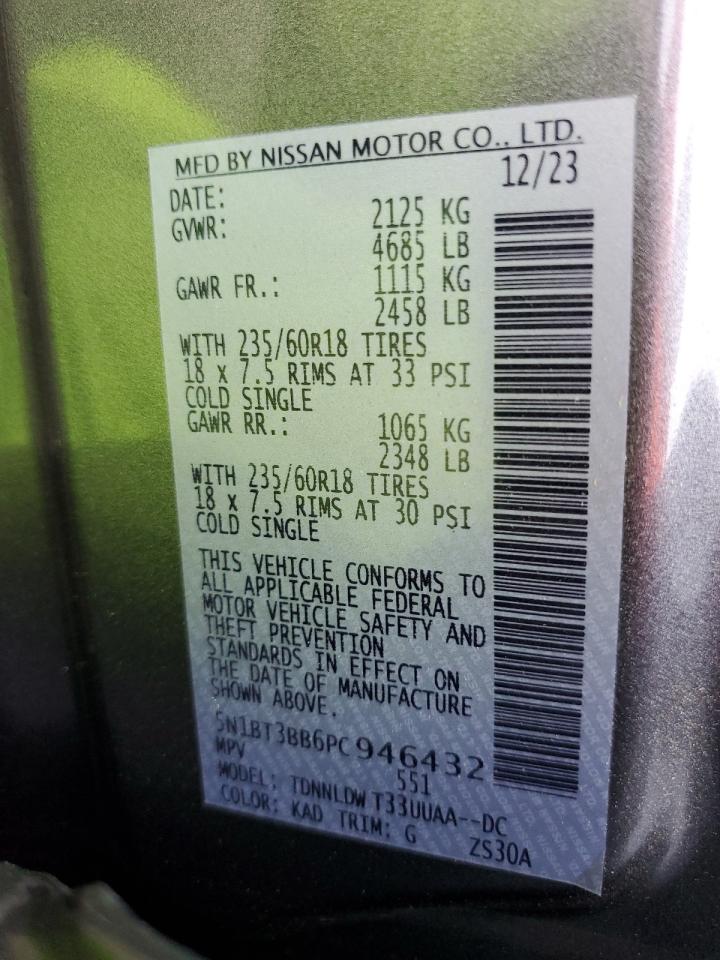 MFD BY NISSAN MOTOR CO., LTD.
DATE: 12/23
GVWR: 2125 KG
4685 LB
GAWR FR.: 1115 KG
2458 LB
WITH 235/60R18 TIRES
18 x 7.5 RIMS AT 33 PSI
COLD SINGLE
GAWR RR.: 1065 KG
2348 LB
WITH 235/60R18 TIRES
18 x 7.5 RIMS AT 30 PSI
COLD SINGLE
THIS VEHICLE CONFORMS TO
ALL APPLICABLE FEDERAL
MOTOR VEHICLE SAFETY AND
THEFT PREVENTION
STANDARDS IN EFFECT ON
THE DATE OF MANUFACTURE
SHOWN ABOVE.
5N1BT3BB6PC946432
MPV 551
MODEL: TDNNLDW T33UUAA--DC
COLOR: KAD TRIM: G ZS30A